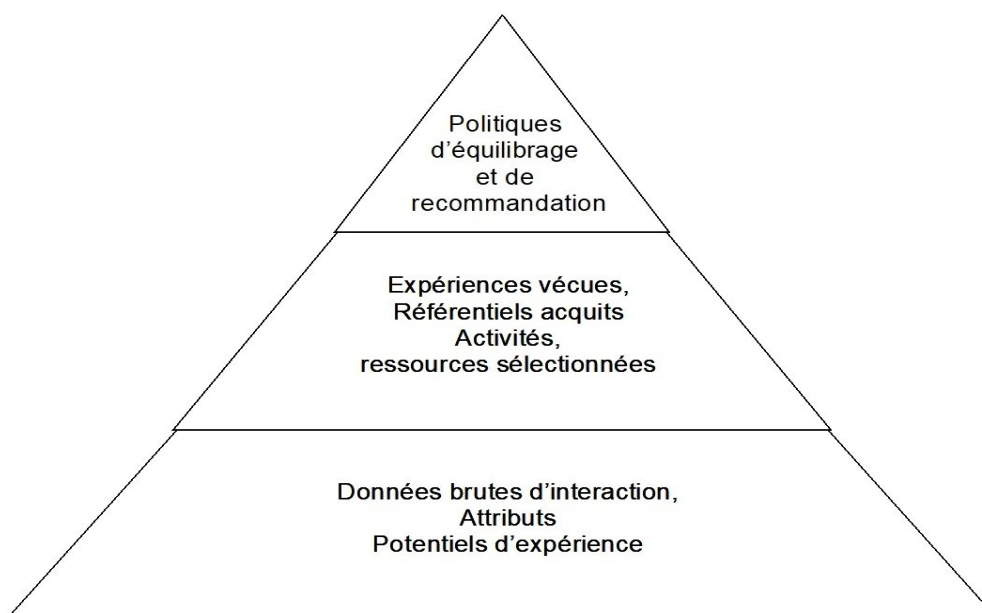 Politiques
d’équilibrage
et de
recommandation
Expériences vécues,
Référentiels acquits
Activités,
ressources sélectionnées
Données brutes d’interaction,
Attributs
Potentiels d’expérience